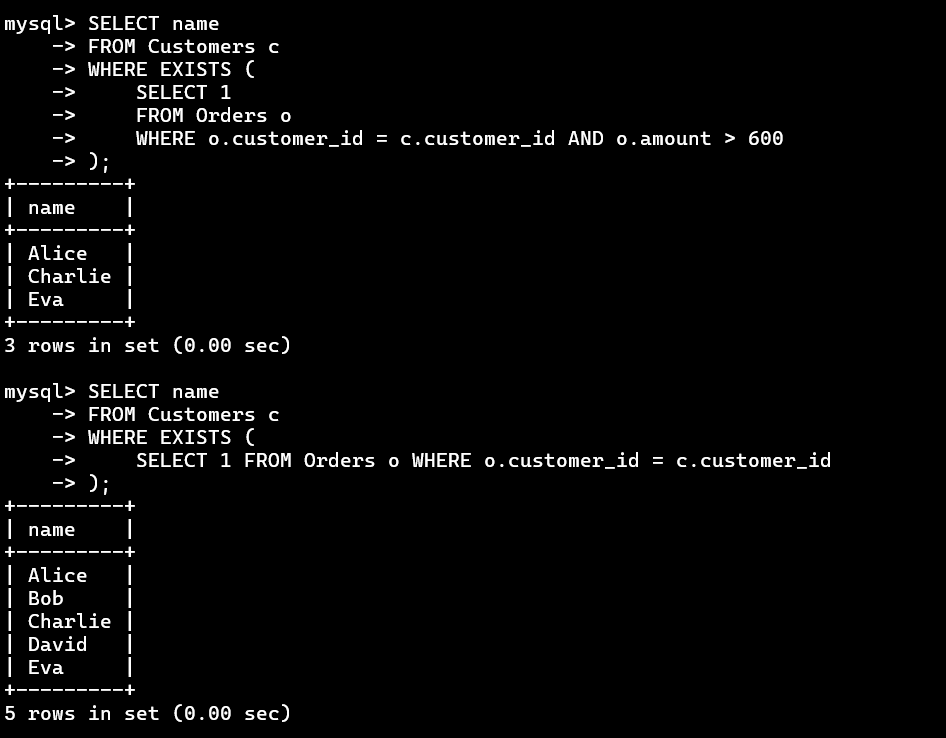 mysql> SELECT name
    -> FROM Customers c
    -> WHERE EXISTS (
    ->     SELECT 1
    ->     FROM Orders o
    ->     WHERE o.customer_id = c.customer_id AND o.amount > 600
    -> );
+---------+
| name    |
+---------+
| Alice   |
| Charlie |
| Eva     |
+---------+
3 rows in set (0.00 sec)

mysql> SELECT name
    -> FROM Customers c
    -> WHERE EXISTS (
    ->     SELECT 1 FROM Orders o WHERE o.customer_id = c.customer_id
    -> );
+---------+
| name    |
+---------+
| Alice   |
| Bob     |
| Charlie |
| David   |
| Eva     |
+---------+
5 rows in set (0.00 sec)